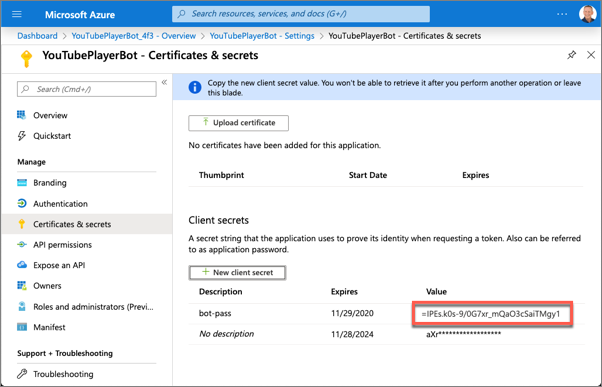 Microsoft Azure
Search resources, services, and docs (G+/)
Dashboard > YouTubePlayerBot_4f3 - Overview > YouTubePlayerBot - Settings > YouTubePlayerBot - Certificates & secrets
YouTubePlayerBot - Certificates & secrets
Search (Cmd+/)
Overview
Quickstart
Manage
Branding
Authentication
Certificates & secrets
API permissions
Expose an API
Owners
Roles and administrators (Previ...
Manifest
Support + Troubleshooting
Troubleshooting
Copy the new client secret value. You won't be able to retrieve it after you perform another operation or leave
this blade.
Upload certificate
No certificates have been added for this application.
Thumbprint Start Date Expires
Client secrets
A secret string that the application uses to prove its identity when requesting a token. Also can be referred
to as application password.
New client secret
Description Expires Value
bot-pass 11/29/2020 =IPEs.k0s-9/0G7xr_mQaO3cSaiTMgy1
No description 11/28/2024 aXr******************